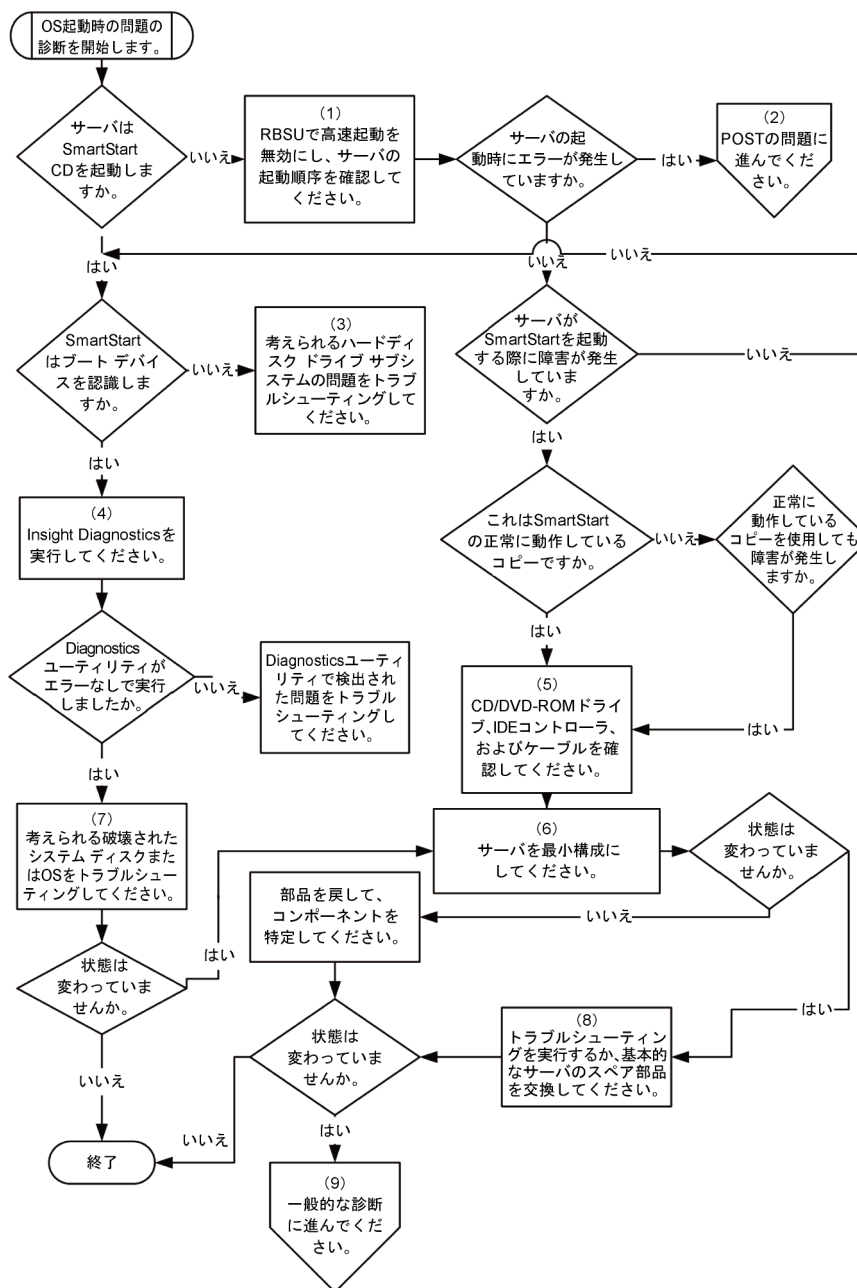 OS起動時の問題の
診断を開始します。
サーバは
SmartStart
CDを起動しま
すか。
いいえ
(1)
RBSUで高速起動を
無効にし、サーバの
起動順序を確認して
ください。
サーバの起
動時にエラーが発生し
ていますか。
はい
(2)
POSTの問題に
進んでくだ
さい。
はい
いいえ
いいえ
SmartStart
はブート デバイ
スを認識しま
すか。
いいえ
(3)
考えられるハードディ
スク ドライブ サブシ
ステムの問題をトラブ
ルシューティングして
ください。
サーバが
SmartStartを起動
する際に障害が発生
していま
すか。
いいえ
はい
はい
(4)
Insight Diagnosticsを
実行してください。
これはSmartStart
の正常に動作している
コピーですか。
いいえ
正常に
動作している
コピーを使用しても
障害が発生し
ますか。
Diagnostics
ユーティリティが
エラーなしで実行
しましたか。
いいえ
Diagnosticsユーティ
リティで検出され
た問題をトラブル
シューティングし
てください。
はい
(5)
CD/DVD-ROMドライ
ブ、IDEコントローラ、
およびケーブルを確
認してください。
はい
はい
(7)
考えられる破壊された
システム ディスクまた
はOSをトラブルシュー
ティングしてください。
(6)
サーバを最小構成に
してください。
状態は
変わっていま
せんか。
部品を戻して、
コンポーネントを
特定してください。
いいえ
はい
状態は
変わっていま
せんか。
はい
状態は
変わっていま
せんか。
(8)
トラブルシューティン
グを実行するか、基本的
なサーバのスペア部品
を交換してください。
いいえ
はい
いいえ
終了
(9)
一般的な診断
に進んでくだ
さい。